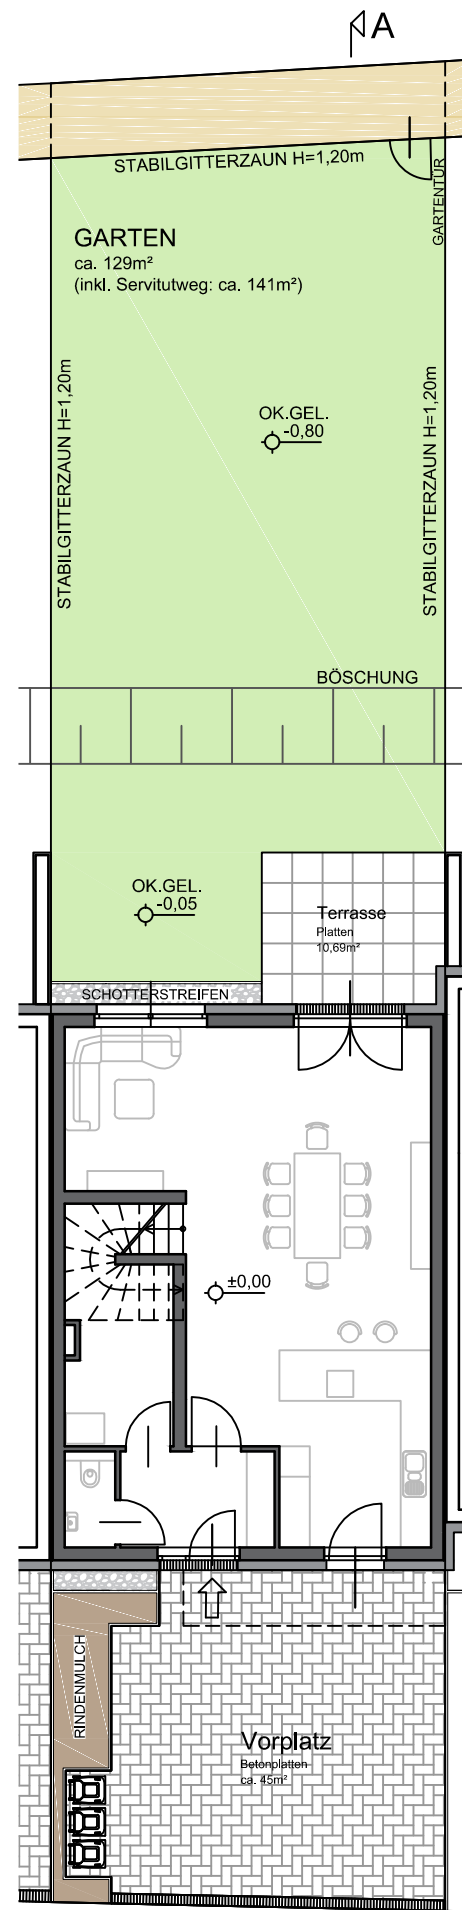 A
STABILGITTERZAUN H=1,20m
GARTENTÜR
GARTEN
ca. 129m²
(inkl. Servitutweg: ca. 141m²)
STABILGITTERZAUN H=1,20m
STABILGITTERZAUN H=1,20m
OK.GEL.
-0,80
BÖSCHUNG
OK.GEL.
-0,05
Terrasse
Platten
10,69m²
SCHOTTERSTREIFEN
±0,00
RINDENMULCH
Vorplatz
Betonplatten
ca. 45m²